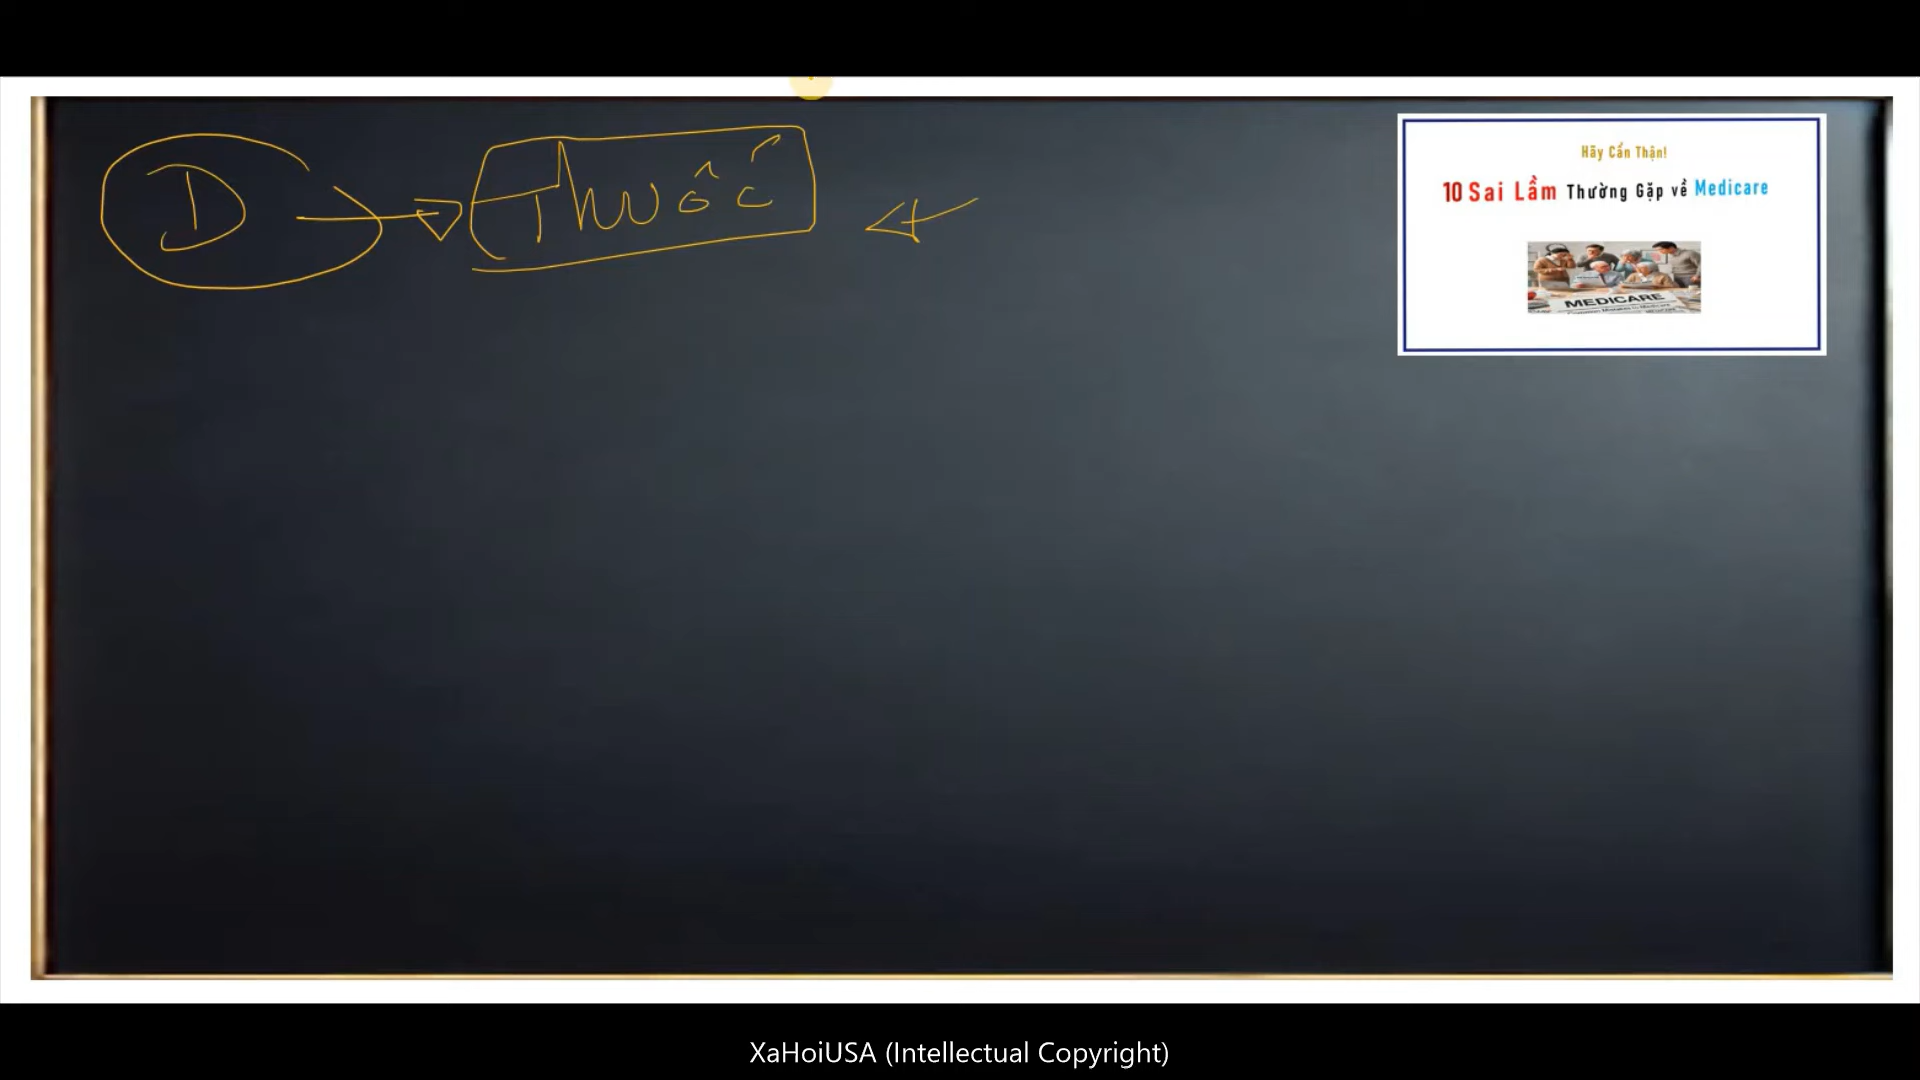 D Thuốc
Hãy Cẩn Thận!
10 Sai Lầm Thường Gặp về Medicare
MEDICARE
XaHoiUSA (Intellectual Copyright)